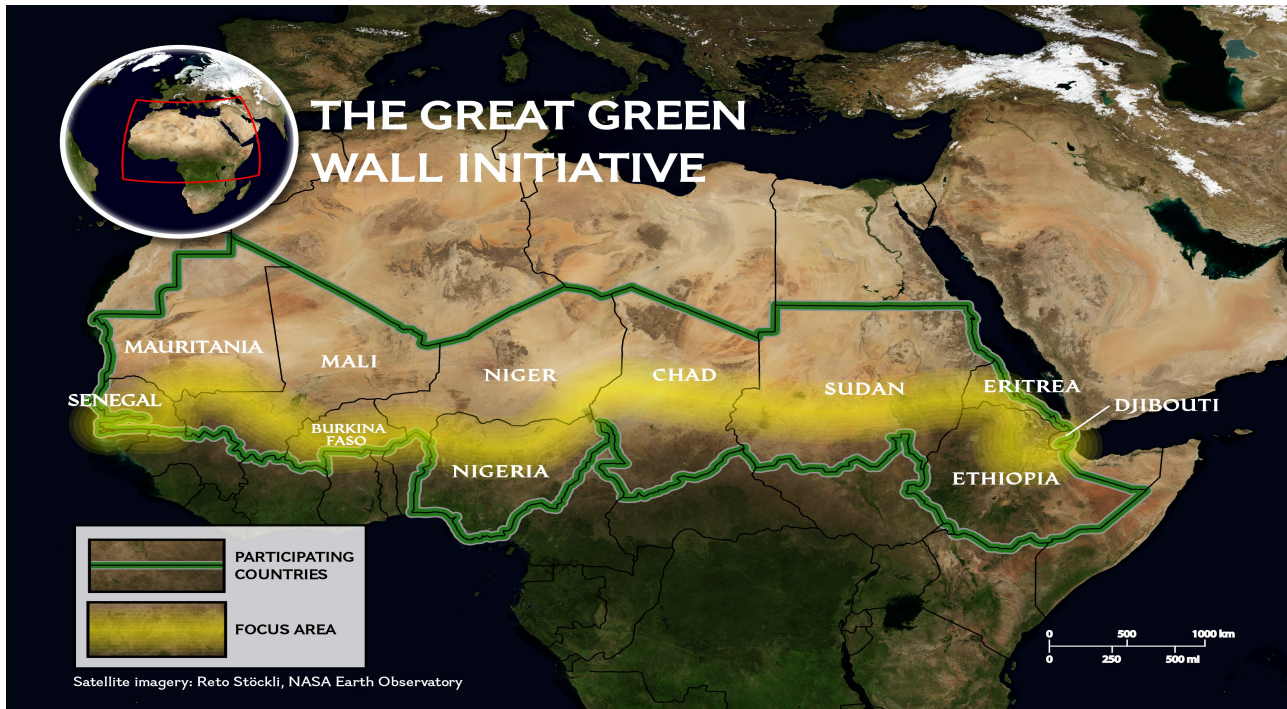 THE GREAT GREEN
WALL INITIATIVE
MAURITANIA
MALI
NIGER
CHAD
SUDAN
ERITREA
SENEGAL
DJIBOUTI
BURKINA
FASO
NIGERIA
ETHIOPIA
PARTICIPATING
COUNTRIES
FOCUS AREA
0 500 1000 km
0 250 500 mi
Satellite imagery: Reto Stöckli, NASA Earth Observatory